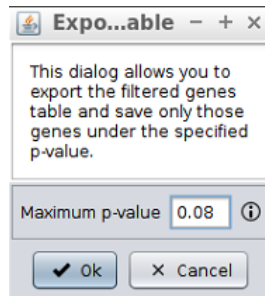 Expo...able
This dialog allows you to
export the filtered genes
table and save only those
genes under the specified
p-value.
Maximum p-value 0.08
Ok Cancel